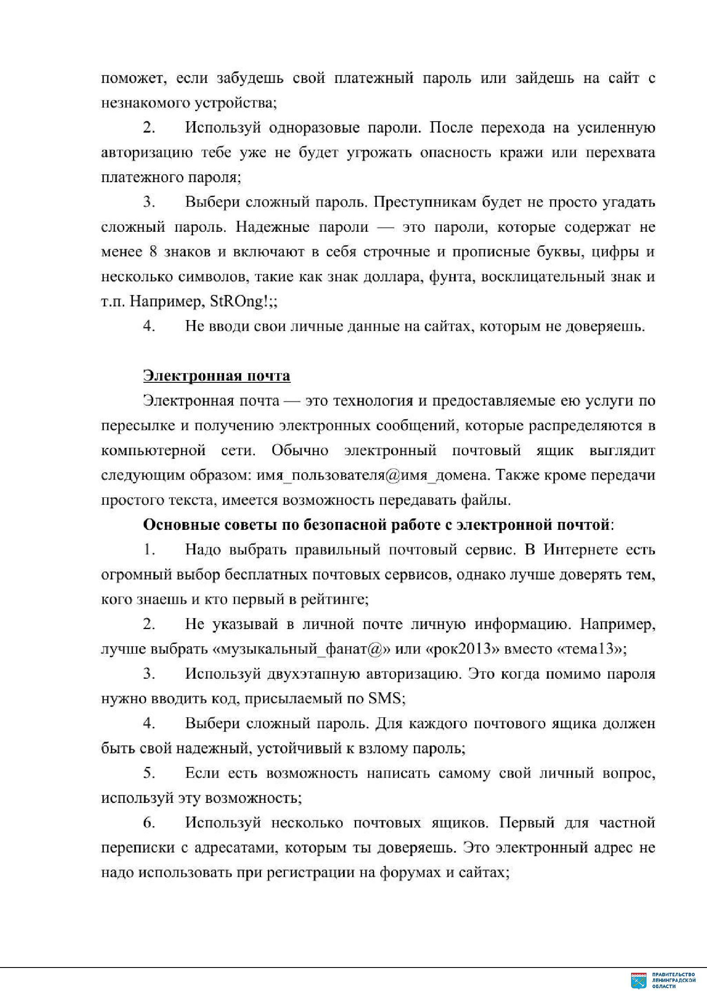 поможет, если забудешь свой платежный пароль или зайдешь на сайт с
незнакомого устройства;
2. Используй одноразовые пароли. После перехода на усиленную
авторизацию тебе уже не будет угрожать опасность кражи или перехвата
платежного пароля;
3. Выбери сложный пароль. Преступникам будет не просто угадать
сложный пароль. Надежные пароли — это пароли, которые содержат не
менее 8 знаков и включают в себя строчные и прописные буквы, цифры и
несколько символов, такие как знак доллара, фунта, восклицательный знак и
т.п. Например, StROng!;;
4. Не вводи свои личные данные на сайтах, которым не доверяешь.
Электронная почта
Электронная почта — это технология и предоставляемые ею услуги по
пересылке и получению электронных сообщений, которые распределяются в
компьютерной сети. Обычно электронный почтовый ящик выглядит
следующим образом: имя_пользователя@имя_домена. Также кроме передачи
простого текста, имеется возможность передавать файлы.
Основные советы по безопасной работе с электронной почтой:
1. Надо выбрать правильный почтовый сервис. В Интернете есть
огромный выбор бесплатных почтовых сервисов, однако лучше доверять тем,
кого знаешь и кто первый в рейтинге;
2. Не указывай в личной почте личную информацию. Например,
лучше выбрать «музыкальный_фанат@» или «рок2013» вместо «тема13»;
3. Используй двухэтапную авторизацию. Это когда помимо пароля
нужно вводить код, присылаемый по SMS;
4. Выбери сложный пароль. Для каждого почтового ящика должен
быть свой надежный, устойчивый к взлому пароль;
5. Если есть возможность написать самому свой личный вопрос,
используй эту возможность;
6. Используй несколько почтовых ящиков. Первый для частной
переписки с адресатами, которым ты доверяешь. Это электронный адрес не
надо использовать при регистрации на форумах и сайтах;
ПРАВИТЕЛЬСТВО
ЛЕНИНГРАДСКОЙ
ОБЛАСТИ